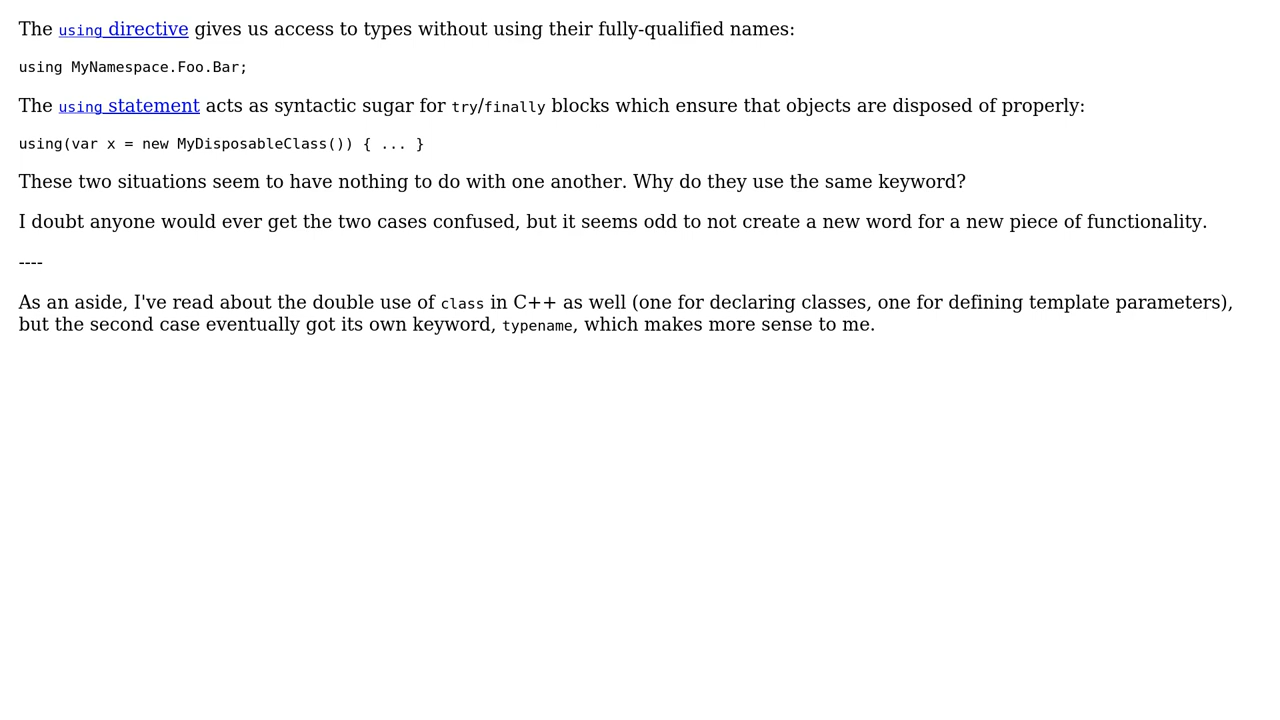 The using directive gives us access to types without using their fully-qualified names:
using MyNamespace.Foo.Bar;
The using statement acts as syntactic sugar for try/finally blocks which ensure that objects are disposed of properly:
using(var x = new MyDisposableClass()) { ... }
These two situations seem to have nothing to do with one another. Why do they use the same keyword?
I doubt anyone would ever get the two cases confused, but it seems odd to not create a new word for a new piece of functionality.
----
As an aside, I've read about the double use of class in C++ as well (one for declaring classes, one for defining template parameters),
but the second case eventually got its own keyword, typename, which makes more sense to me.